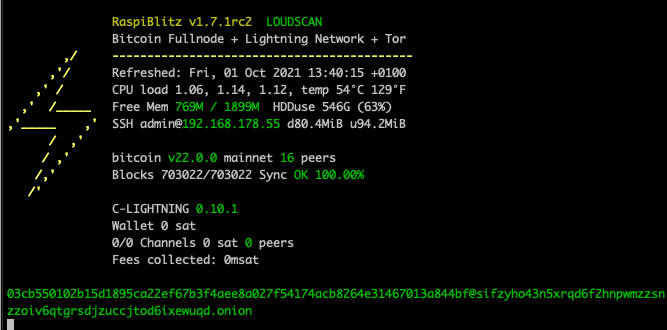 RaspiBlitz v1.7.1rc2  LOUDSCAN
Bitcoin Fullnode + Lightning Network + Tor
-------------------------------------------
Refreshed: Fri, 01 Oct 2021 13:40:15 +0100
CPU load 1.06, 1.14, 1.12, temp 54°C 129°F
Free Mem 769M / 1899M  HDDuse 546G (63%)
SSH admin@192.168.178.55 d80.4MiB u94.2MiB
bitcoin v22.0.0 mainnet 16 peers
Blocks 703022/703022 Sync OK 100.00%
C-LIGHTNING 0.10.1
Wallet 0 sat
0/0 Channels 0 sat 0 peers
Fees collected: 0msat
03cb550102b15d1895ca22ef67b3f4aee8a027f54174acb8264e31467013a844bf@sifzyho43n5xrqd6f2hnpwmzzsn
zzoiv6qtgrsdjzuccjtod6ixewuqd.onion